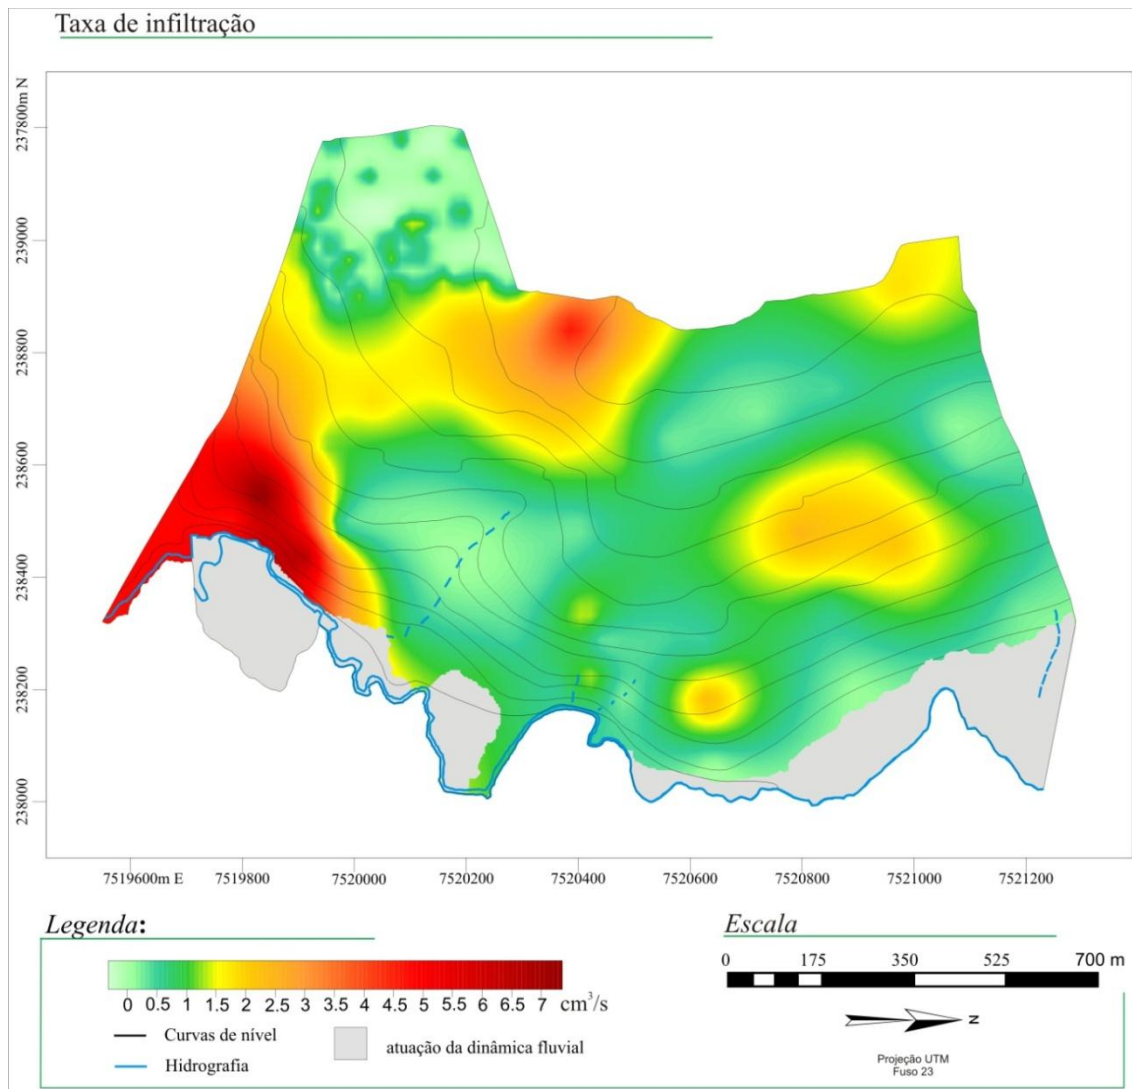 Taxa de infiltração
237800m N
239000
238800
238600
238400
238200
238000
7519600m E 7519800 7520000 7520200 7520400 7520600 7520800 7521000 7521200
Legenda:
0 0.5 1 1.5 2 2.5 3 3.5 4 4.5 5 5.5 6 6.5 7 cm³/s
Curvas de nível
Hidrografia
atuação da dinâmica fluvial
Escala
0 175 350 525 700 m
N
Projeção UTM
Fuso 23